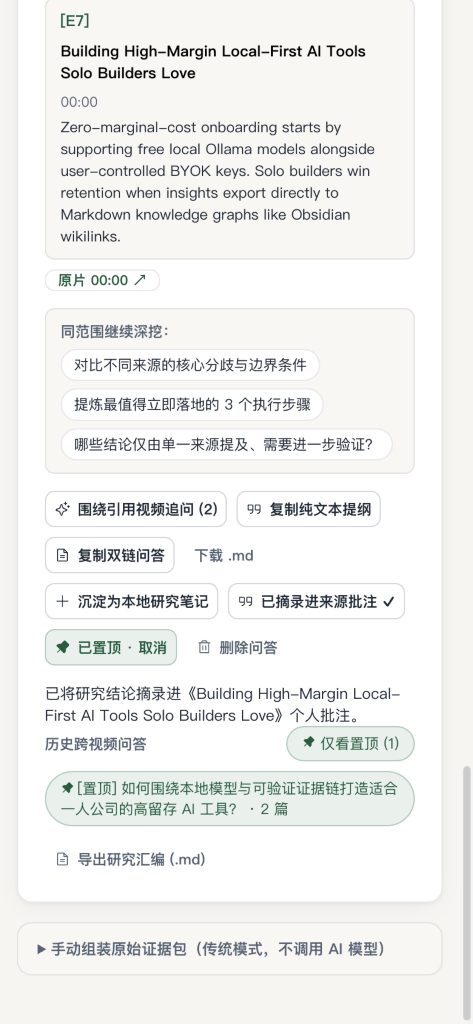 [E7]
Building High-Margin Local-First AI Tools
Solo Builders Love
00:00
Zero-marginal-cost onboarding starts by
supporting free local Ollama models alongside
user-controlled BYOK keys. Solo builders win
retention when insights export directly to
Markdown knowledge graphs like Obsidian
wikilinks.
原片 00:00 ↗
同范围继续深挖：
对比不同来源的核心分歧与边界条件
提炼最值得立即落地的 3 个执行步骤
哪些结论仅由单一来源提及、需要进一步验证？
围绕引用视频追问 (2)
复制纯文本提纲
复制双链问答
下载 .md
沉淀为本地研究笔记
已摘录进来源批注 ✓
已置顶 · 取消
删除问答
已将研究结论摘录进《Building High-Margin Local-
First AI Tools Solo Builders Love》个人批注。
历史跨视频问答
📌 仅看置顶 (1)
📌 [置顶] 如何围绕本地模型与可验证证据链打造适合
一人公司的高留存 AI 工具？ · 2 篇
导出研究汇编 (.md)
▶ 手动组装原始证据包（传统模式，不调用 AI 模型）